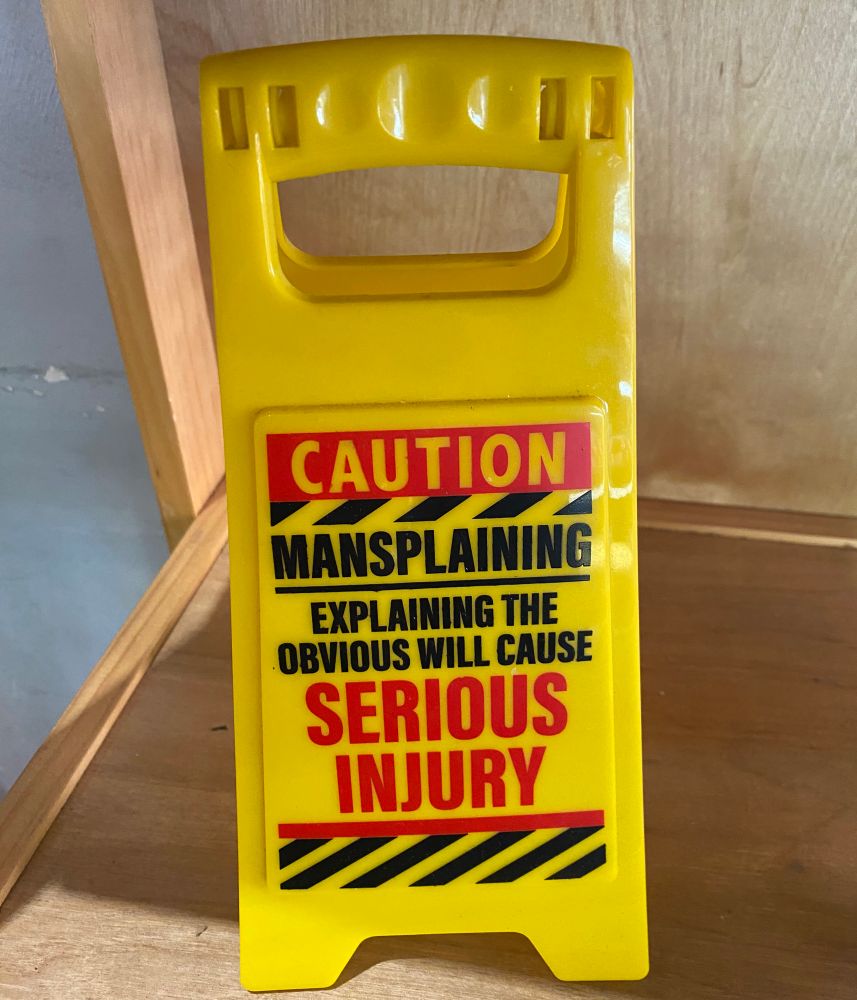 CAUTION
MANSPLAINING
EXPLAINING THE
OBVIOUS WILL CAUSE
SERIOUS
INJURY